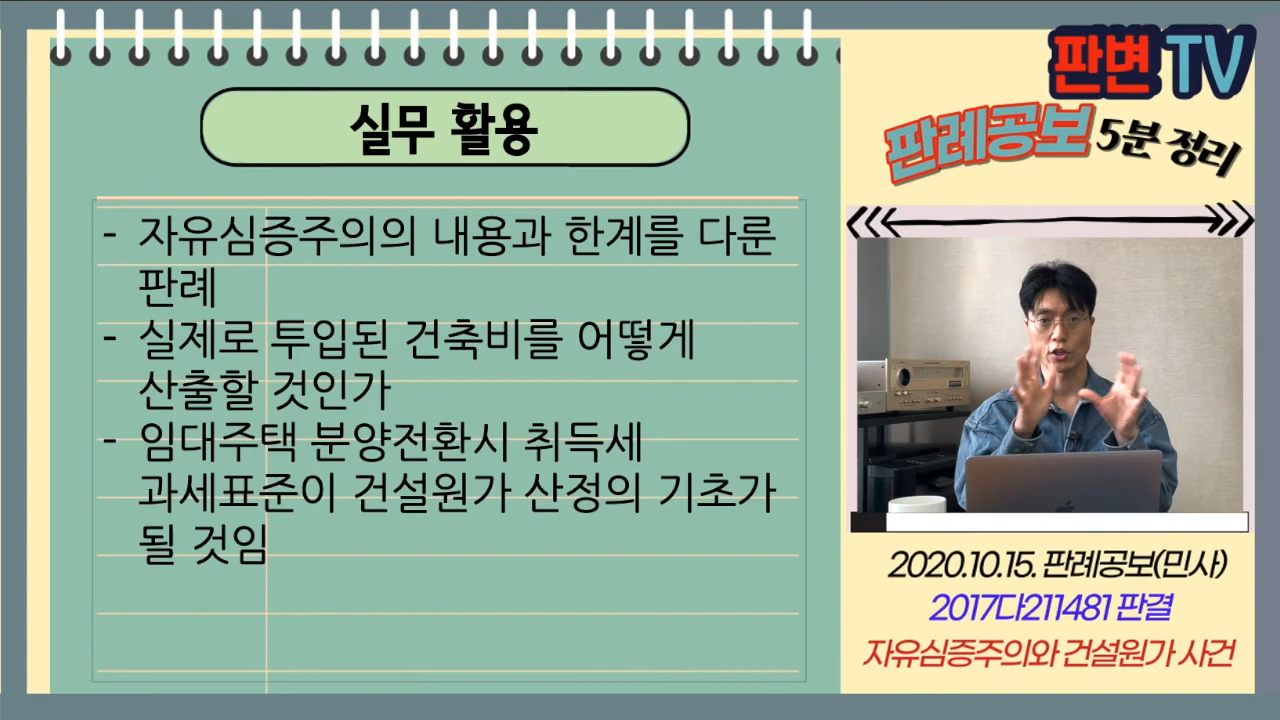 실무 활용
- 자유심증주의의 내용과 한계를 다룬
판례
- 실제로 투입된 건축비를 어떻게
산출할 것인가
- 임대주택 분양전환시 취득세
과세표준이 건설원가 산정의 기초가
될 것임
판변 TV
판례공보 5분 정리
2020.10.15. 판례공보(민사)
2017다211481 판결
자유심증주의와 건설원가 사건